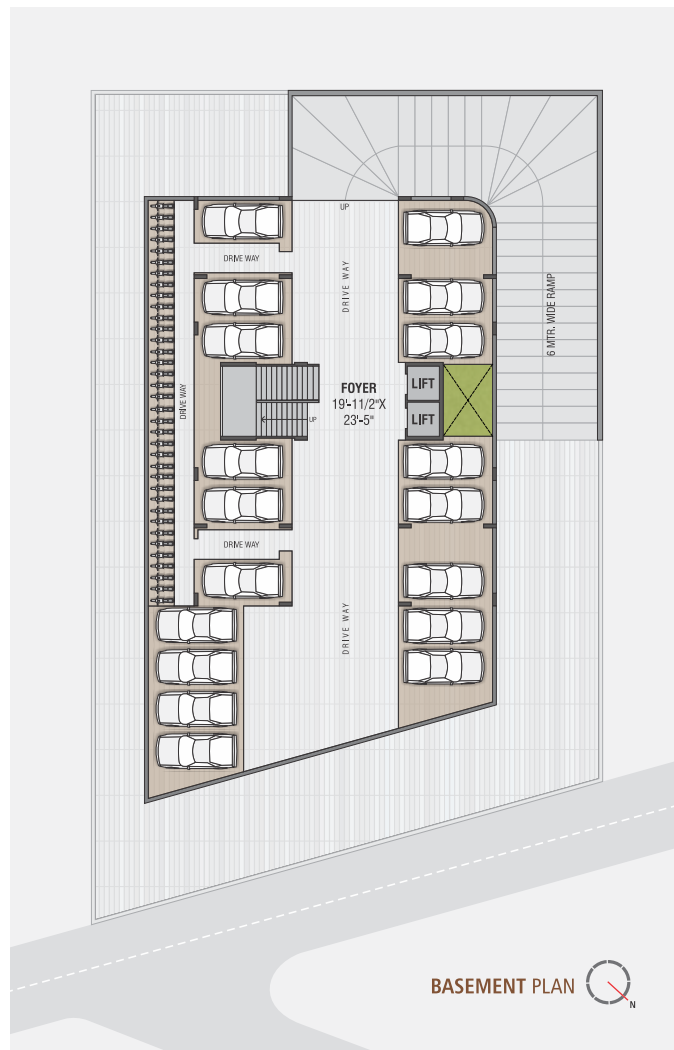 UP
DRIVE WAY
DRIVE WAY
6 MTR. WIDE RAMP
DRIVE WAY
FOYER
19'-11/2"X
23'-5"
LIFT
LIFT
UP
DRIVE WAY
DRIVE WAY
BASEMENT PLAN
N